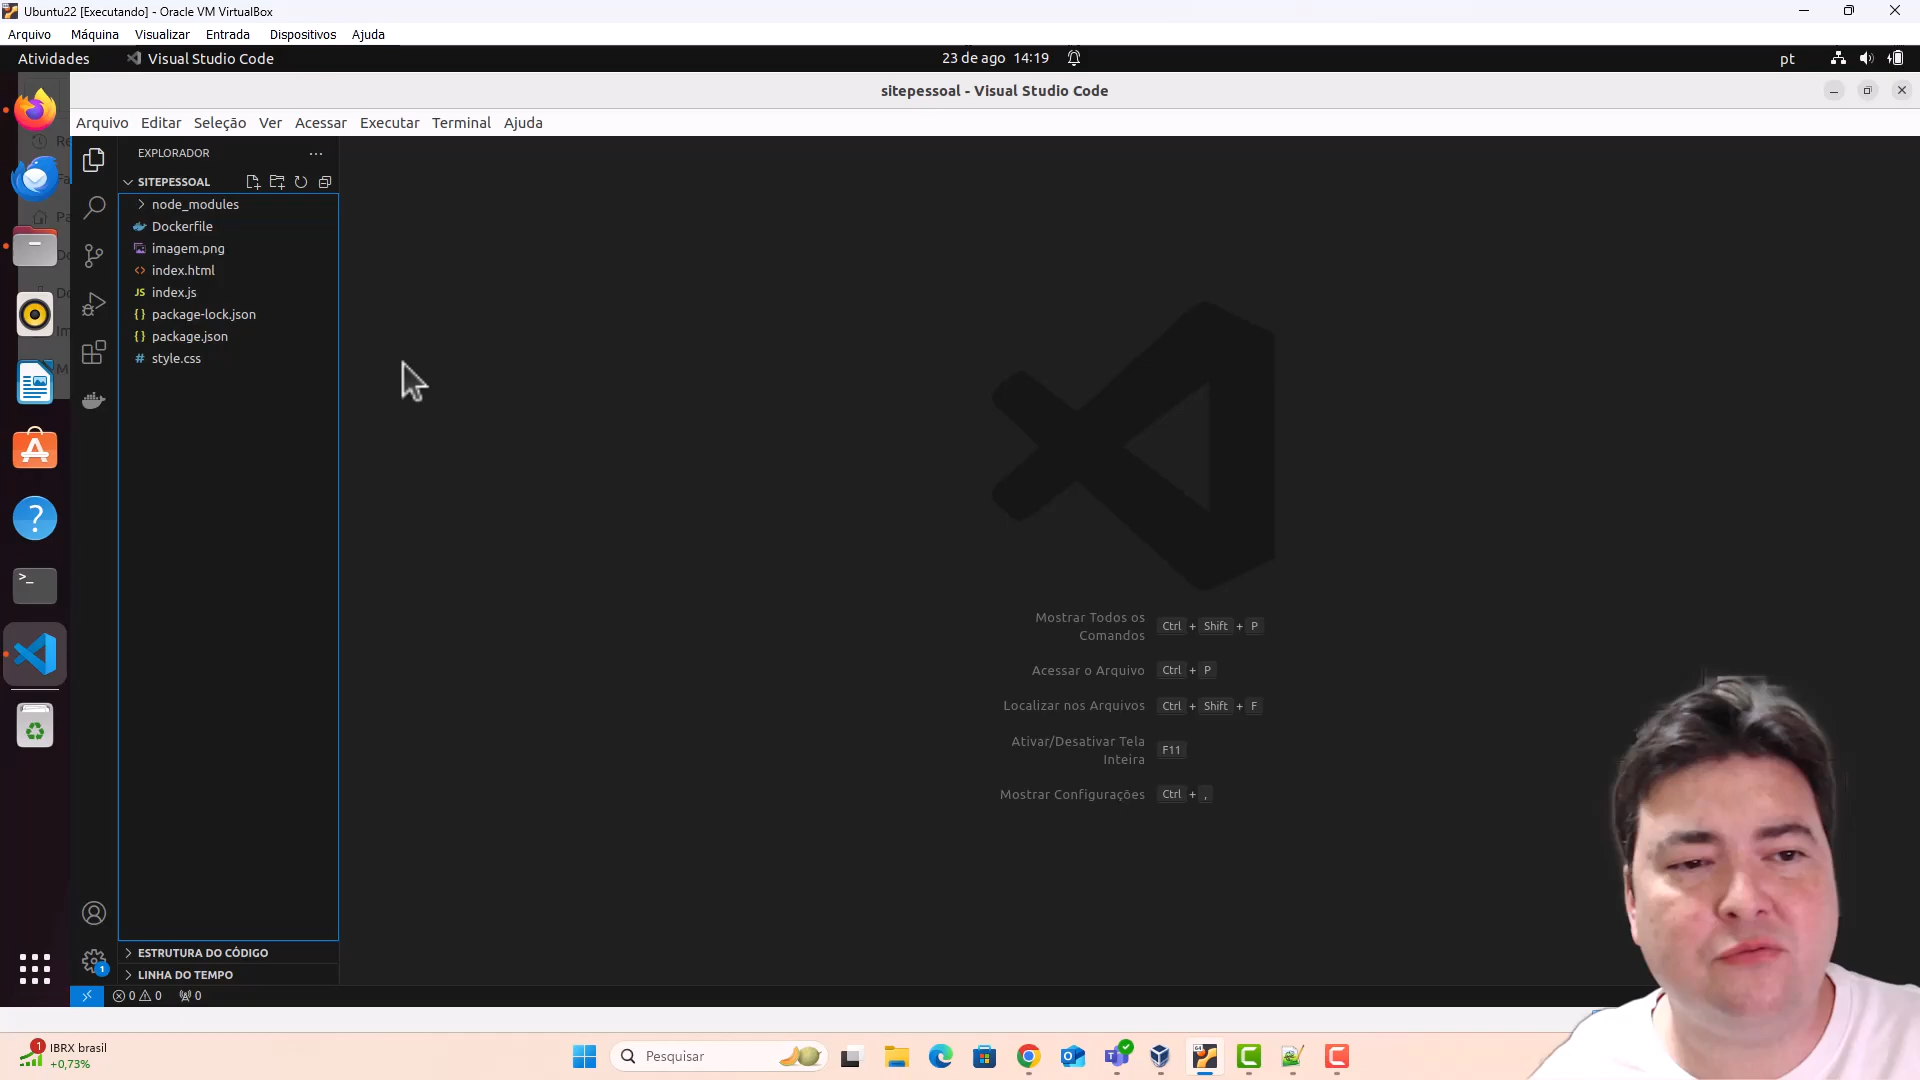 Ubuntu22 [Executando] - Oracle VM VirtualBox
Arquivo Máquina Visualizar Entrada Dispositivos Ajuda
Atividades Visual Studio Code 23 de ago 14:19 pt
sitepessoal - Visual Studio Code
Arquivo Editar Seleção Ver Acessar Executar Terminal Ajuda
EXPLORADOR
SITEPESSOAL
node_modules
Dockerfile
imagem.png
index.html
JS index.js
{} package-lock.json
{} package.json
# style.css
Mostrar Todos os
Comandos Ctrl + Shift + P
Acessar o Arquivo Ctrl + P
Localizar nos Arquivos Ctrl + Shift + F
Ativar/Desativar Tela
Inteira F11
Mostrar Configurações Ctrl + ,
ESTRUTURA DO CÓDIGO
1
LINHA DO TEMPO
0 0 0
1 IBRX brasil
+0,73%
Pesquisar
64